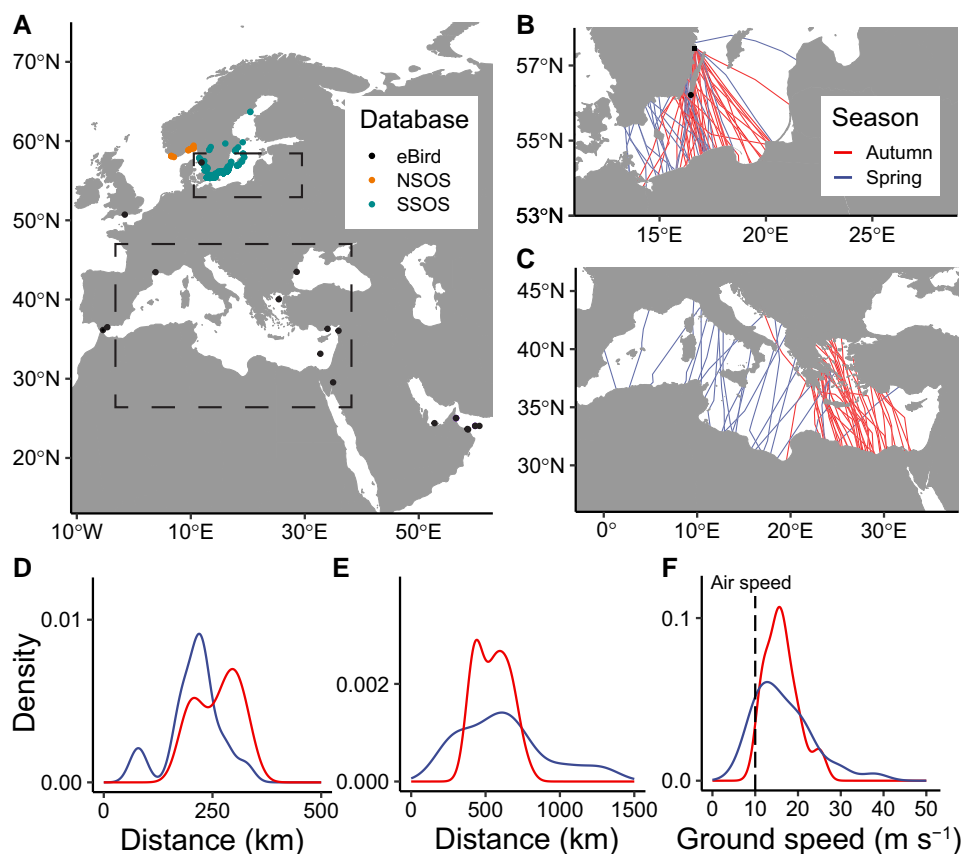 A
70°N
60°N
50°N
40°N
30°N
20°N
10°W
10°E
30°E
50°E
Database
eBird
NSOS
SSOS
B
57°N
55°N
53°N
15°E
20°E
25°E
Season
Autumn
Spring
C
45°N
40°N
35°N
30°N
0°
10°E
20°E
30°E
D
Density
0.01
0.00
0
250
500
Distance (km)
E
0.002
0.000
0
500
1000
1500
Distance (km)
F
Air speed
0.1
0.0
0
10
20
30
40
50
Ground speed (m s⁻¹)